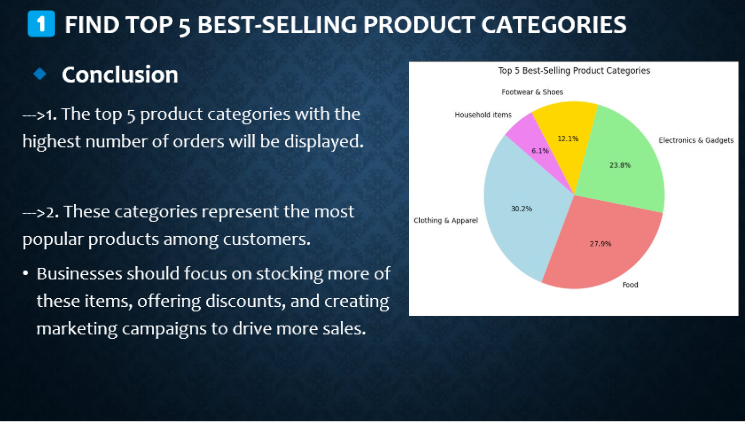 1 FIND TOP 5 BEST-SELLING PRODUCT CATEGORIES
Conclusion
--->1. The top 5 product categories with the
highest number of orders will be displayed.
--->2. These categories represent the most
popular products among customers.
• Businesses should focus on stocking more of
these items, offering discounts, and creating
marketing campaigns to drive more sales.
Top 5 Best-Selling Product Categories
Footwear & Shoes
Household items
12.1%
Electronics & Gadgets
6.1%
23.8%
30.2%
Clothing & Apparel
27.9%
Food